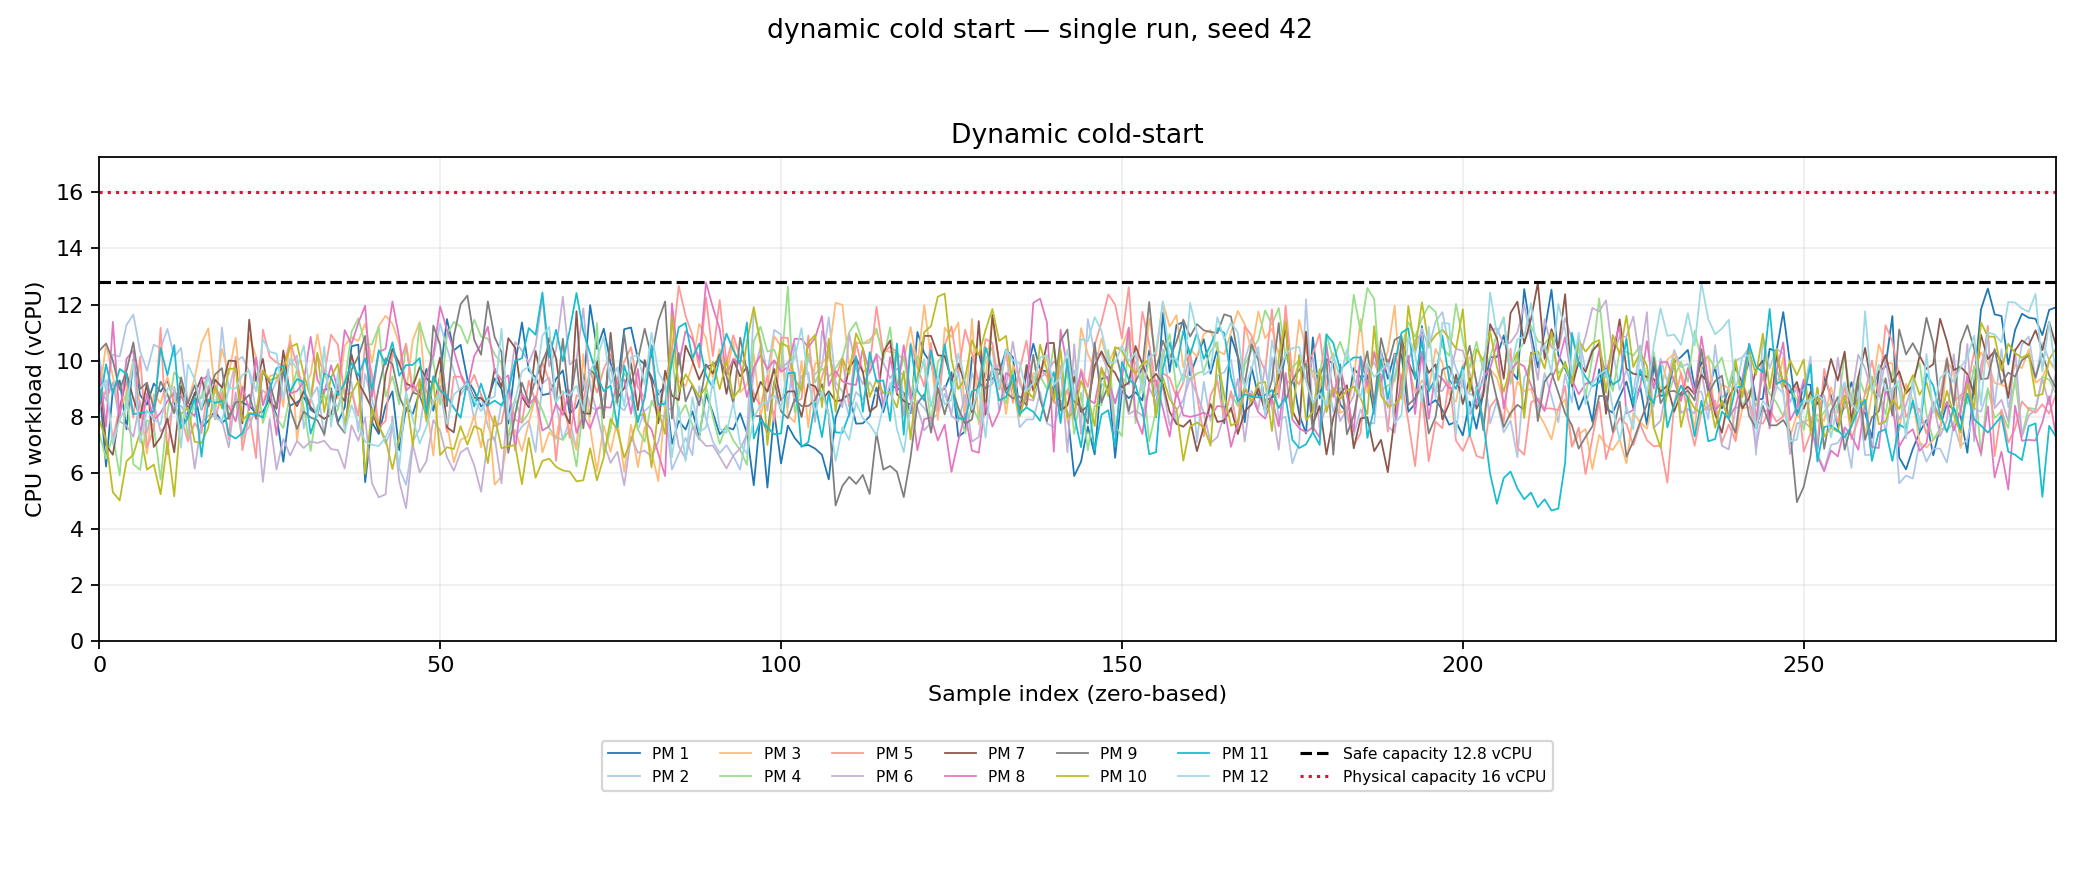 dynamic cold start — single run, seed 42
Dynamic cold-start
CPU workload (vCPU)
16
14
12
10
8
6
4
2
0
0 50 100 150 200 250
Sample index (zero-based)
PM 1 PM 3 PM 5 PM 7 PM 9 PM 11 Safe capacity 12.8 vCPU
PM 2 PM 4 PM 6 PM 8 PM 10 PM 12 Physical capacity 16 vCPU